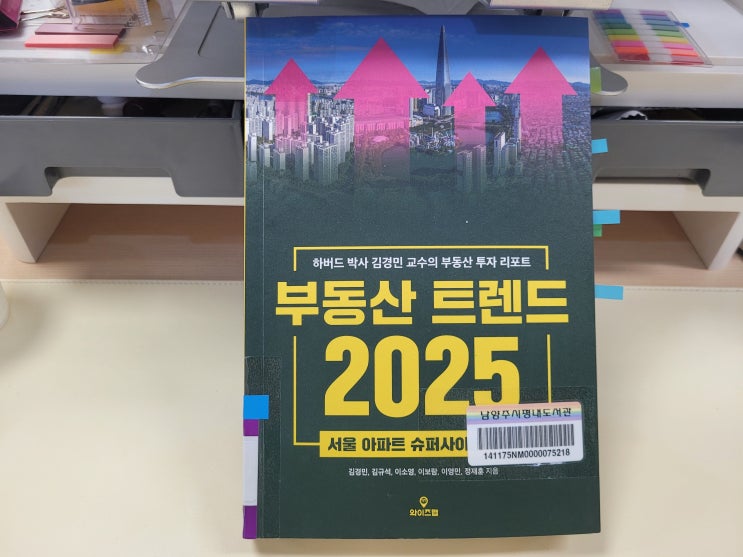 하버드 박사 김경민 교수의 부동산 투자 리포트
부동산 트렌드
2025
서울 아파트 슈퍼사이
남양주시평내도서관
141175NM0000075218
김경민, 김규석, 이소영, 이보람, 이영민, 정재훈 지음
와이즈맵